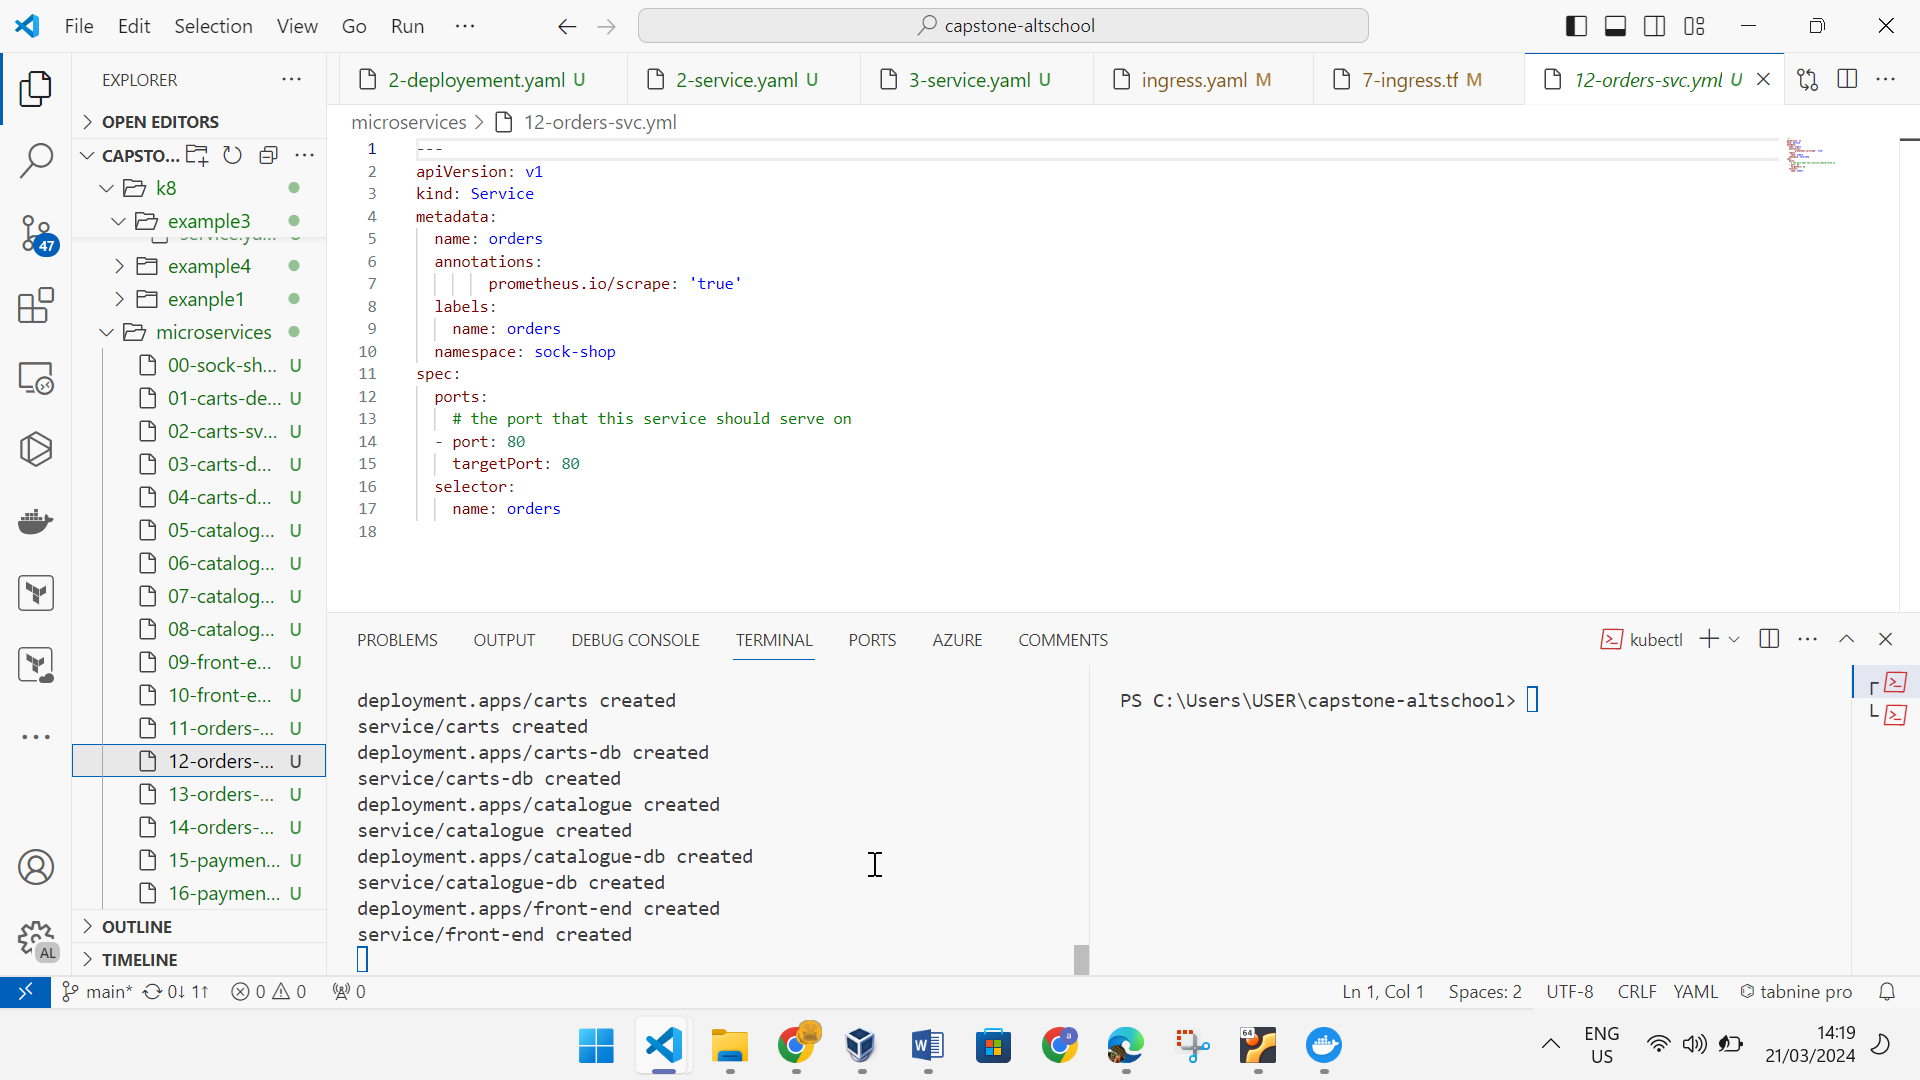 File Edit Selection View Go Run ···
capstone-altschool
EXPLORER
2-deployement.yaml U
2-service.yaml U
3-service.yaml U
ingress.yaml M
7-ingress.tf M
12-orders-svc.yml U
OPEN EDITORS
CAPSTO...
k8
example3
example4
exanple1
microservices
00-sock-sh... U
01-carts-de... U
02-carts-sv... U
03-carts-d... U
04-carts-d... U
05-catalog... U
06-catalog... U
07-catalog... U
08-catalog... U
09-front-e... U
10-front-e... U
11-orders-... U
12-orders-... U
13-orders-... U
14-orders-... U
15-paymen... U
16-paymen... U
OUTLINE
TIMELINE
47
AL
microservices > 12-orders-svc.yml
1 ---
2 apiVersion: v1
3 kind: Service
4 metadata:
5 name: orders
6 annotations:
7 prometheus.io/scrape: 'true'
8 labels:
9 name: orders
10 namespace: sock-shop
11 spec:
12 ports:
13 # the port that this service should serve on
14 - port: 80
15 targetPort: 80
16 selector:
17 name: orders
18
PROBLEMS OUTPUT DEBUG CONSOLE TERMINAL PORTS AZURE COMMENTS
kubectl
deployment.apps/carts created
service/carts created
deployment.apps/carts-db created
service/carts-db created
deployment.apps/catalogue created
service/catalogue created
deployment.apps/catalogue-db created
service/catalogue-db created
deployment.apps/front-end created
service/front-end created
PS C:\Users\USER\capstone-altschool>
main* 0↓ 1↑ 0 0 0
Ln 1, Col 1 Spaces: 2 UTF-8 CRLF YAML tabnine pro
64
a
ENG
US
14:19
21/03/2024